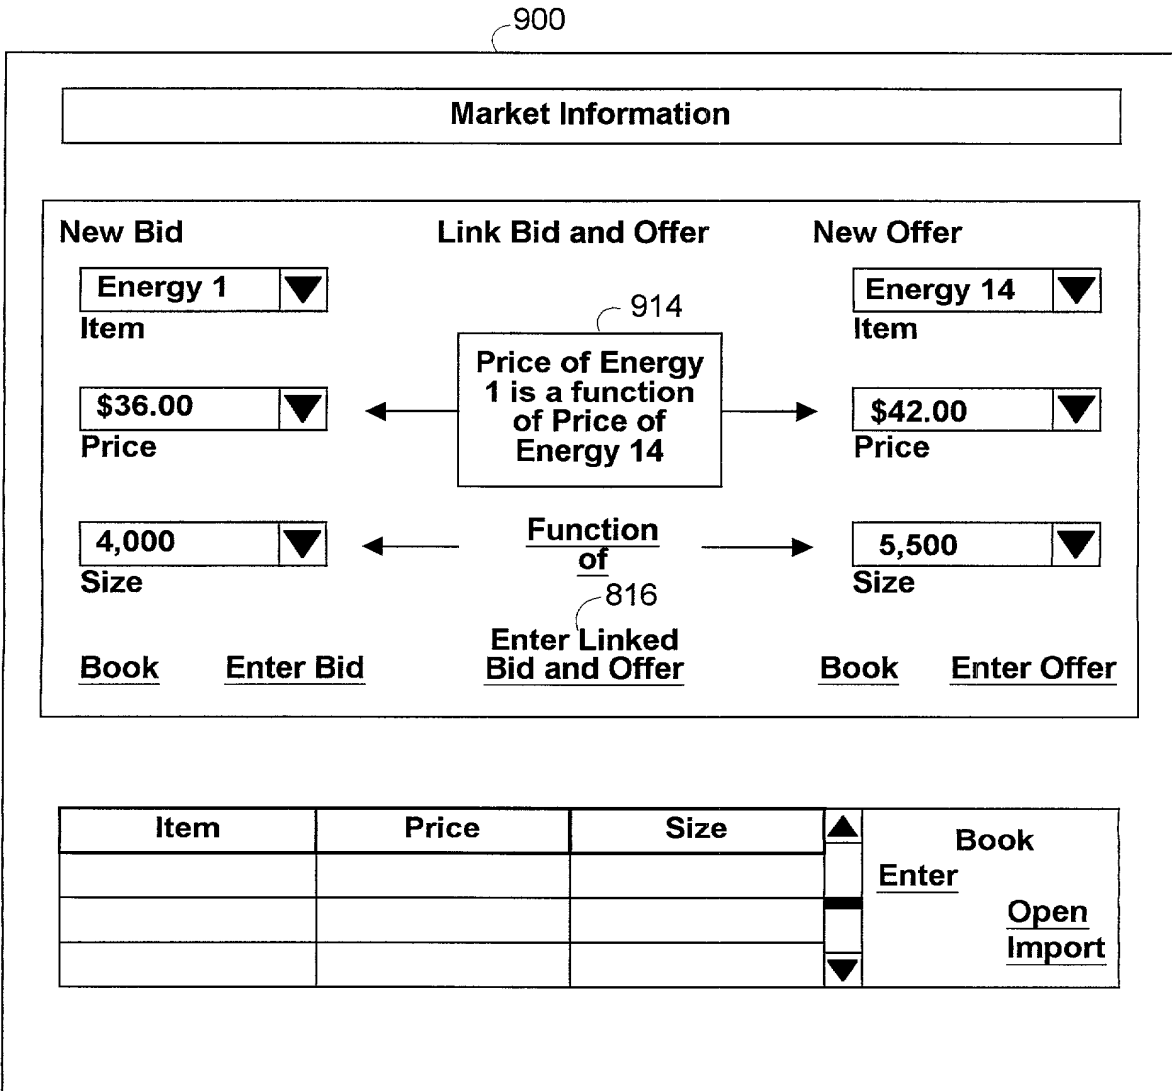 900
Market Information
New Bid
Link Bid and Offer
New Offer
Energy 1
Energy 14
Item
Item
914
Price of Energy
1 is a function
of Price of
Energy 14
$36.00
$42.00
Price
Price
4,000
Function
of
5,500
Size
Size
816
Enter Linked
Bid and Offer
Book
Enter Bid
Book
Enter Offer
Item
Price
Size
Book
Enter
Open
Import